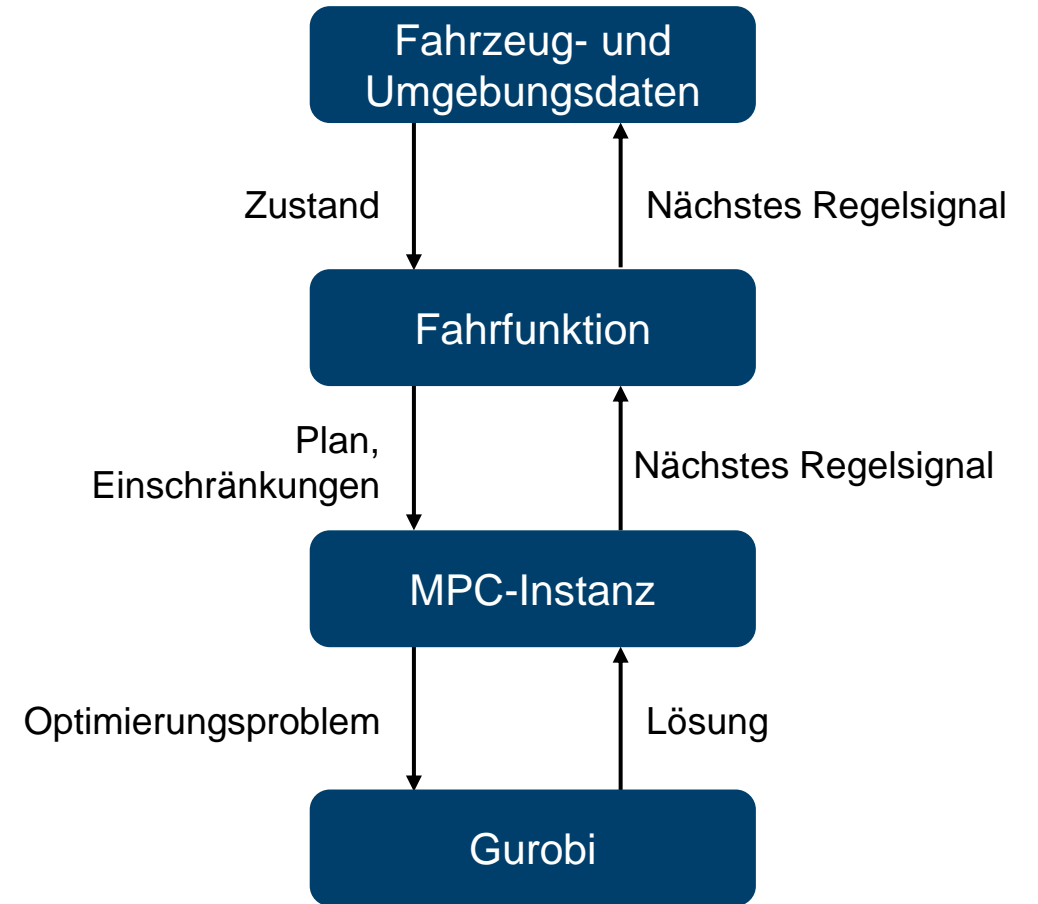 Fahrzeug- und
Umgebungsdaten
Zustand
Nächstes Regelsignal
Fahrfunktion
Plan,
Einschränkungen
Nächstes Regelsignal
MPC-Instanz
Optimierungsproblem
Lösung
Gurobi